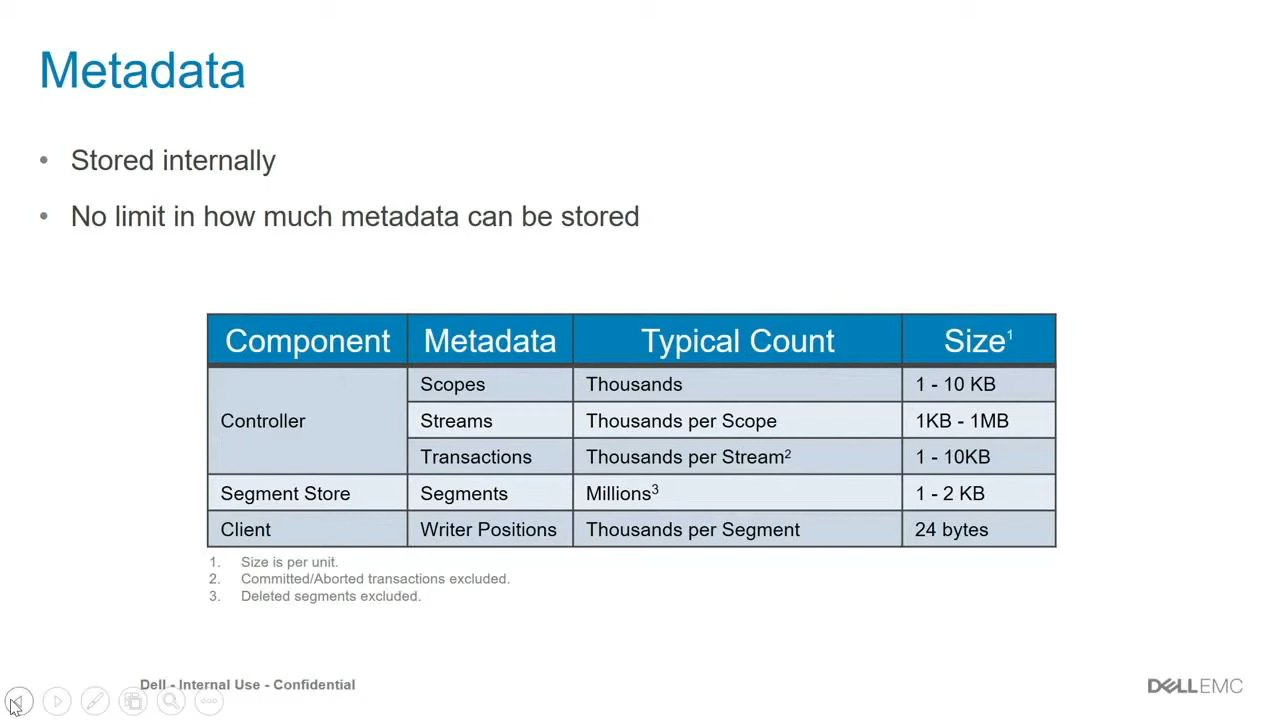 Metadata
• Stored internally
• No limit in how much metadata can be stored
Component Metadata Typical Count Size¹
Controller Scopes Thousands 1 - 10 KB
Streams Thousands per Scope 1KB - 1MB
Transactions Thousands per Stream² 1 - 10KB
Segment Store Segments Millions³ 1 - 2 KB
Client Writer Positions Thousands per Segment 24 bytes
1. Size is per unit.
2. Committed/Aborted transactions excluded.
3. Deleted segments excluded.
Dell - Internal Use - Confidential
DELLEMC